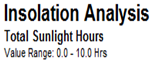 Insolation Analysis
Total Sunlight Hours
Value Range: 0.0 - 10.0 Hrs